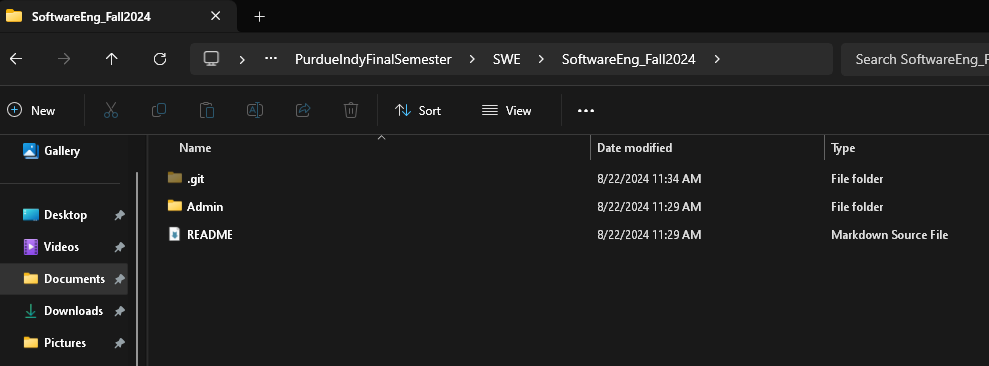 SoftwareEng_Fall2024
PurdueIndyFinalSemester > SWE > SoftwareEng_Fall2024 >
Search SoftwareEng_F
New
Sort
View
Gallery
Name Date modified Type
.git 8/22/2024 11:34 AM File folder
Admin 8/22/2024 11:29 AM File folder
README 8/22/2024 11:29 AM Markdown Source File
Desktop
Videos
Documents
Downloads
Pictures